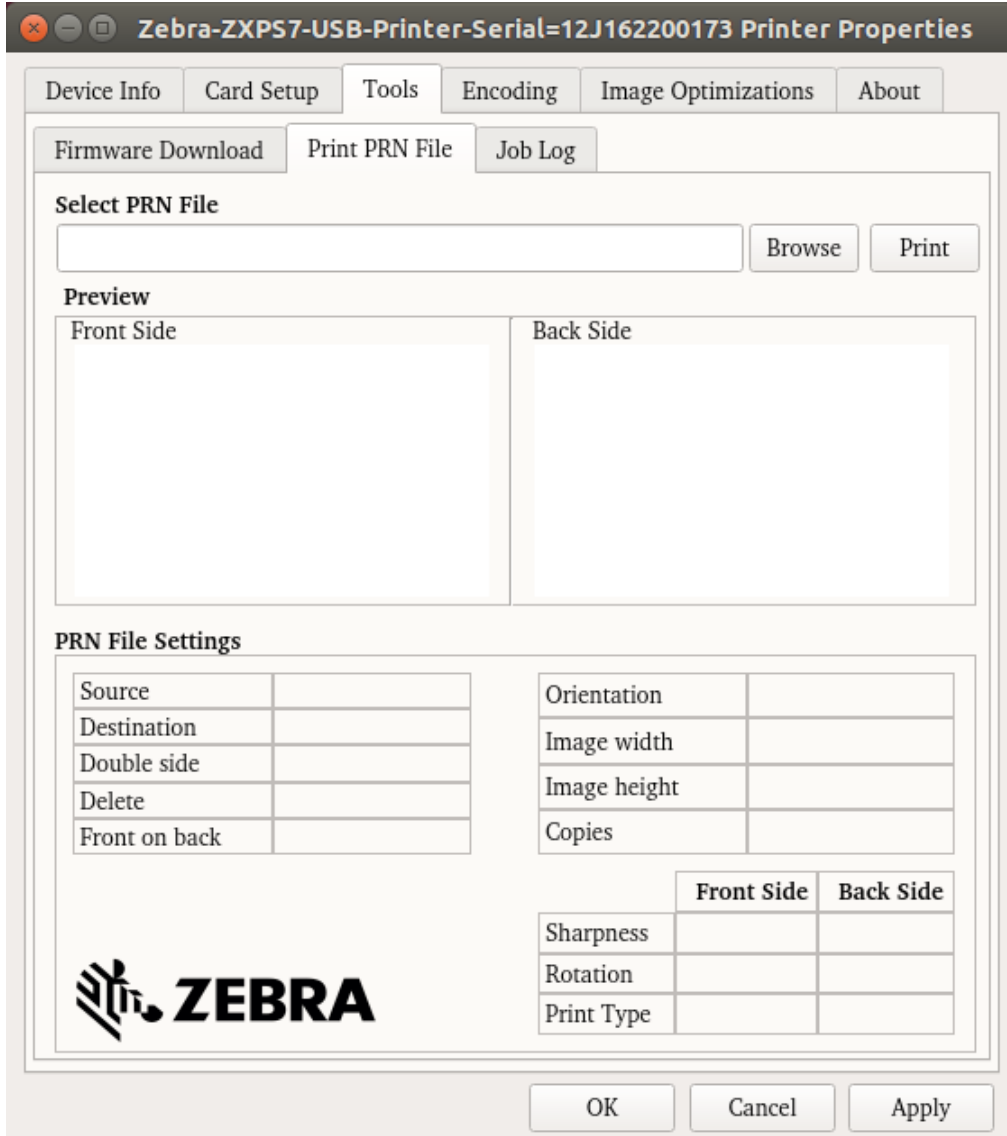 Zebra-ZXPS7-USB-Printer-Serial=12J162200173 Printer Properties
Device Info Card Setup Tools Encoding Image Optimizations About
Firmware Download Print PRN File Job Log
Select PRN File
Browse Print
Preview
Front Side Back Side
PRN File Settings
Source
Destination
Double side
Delete
Front on back
Orientation
Image width
Image height
Copies
Front Side Back Side
Sharpness
Rotation
Print Type
ZEBRA
OK Cancel Apply